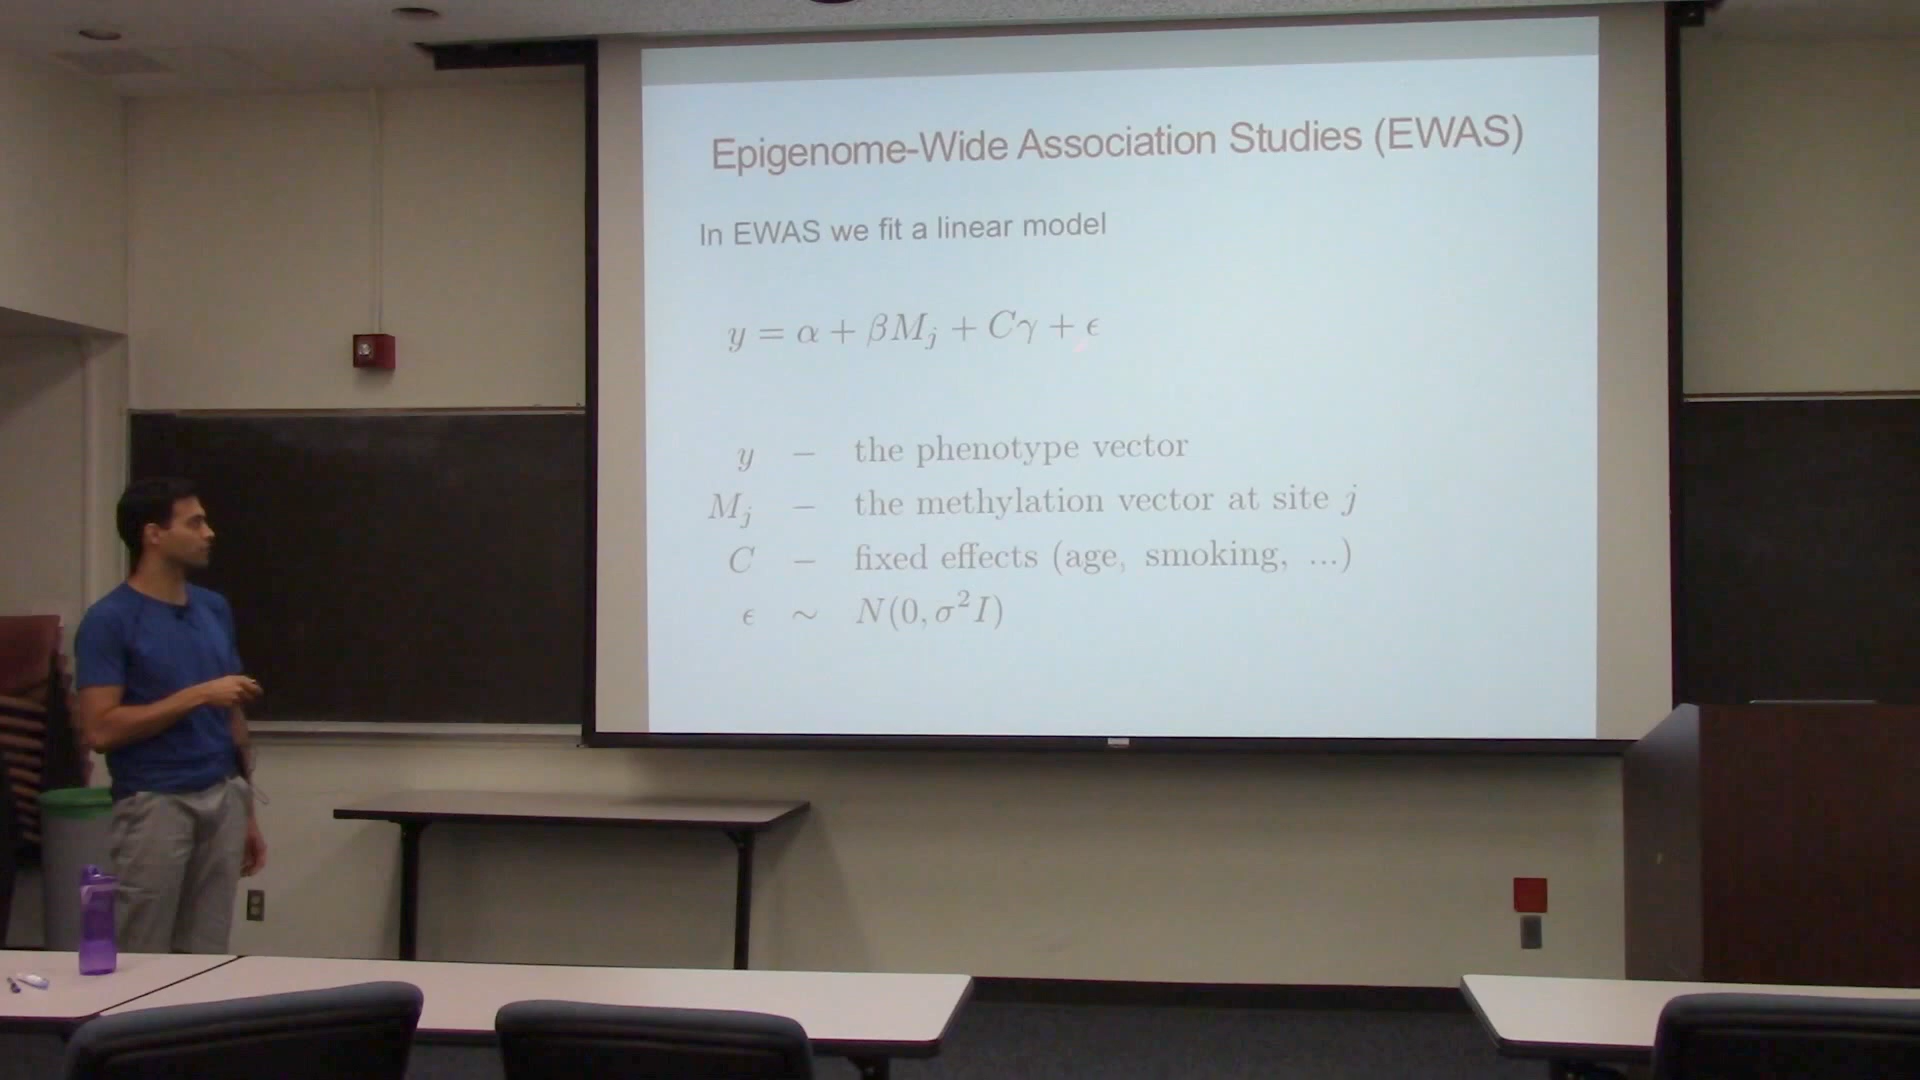 Epigenome-Wide Association Studies (EWAS)
In EWAS we fit a linear model
y = α + βM_j + Cγ + ϵ
y – the phenotype vector
M_j – the methylation vector at site j
C – fixed effects (age, smoking, ...)
ϵ ∼ N(0, σ²I)